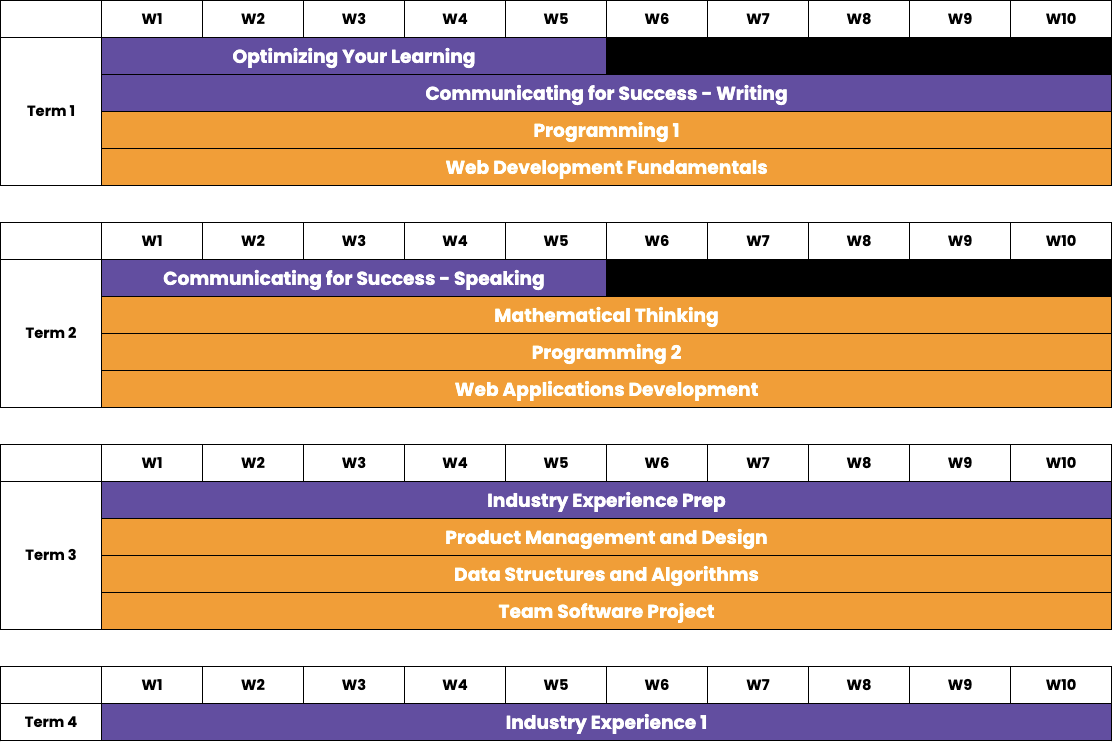 W1 W2 W3 W4 W5 W6 W7 W8 W9 W10
Term 1
Optimizing Your Learning
Communicating for Success - Writing
Programming 1
Web Development Fundamentals
W1 W2 W3 W4 W5 W6 W7 W8 W9 W10
Term 2
Communicating for Success - Speaking
Mathematical Thinking
Programming 2
Web Applications Development
W1 W2 W3 W4 W5 W6 W7 W8 W9 W10
Term 3
Industry Experience Prep
Product Management and Design
Data Structures and Algorithms
Team Software Project
W1 W2 W3 W4 W5 W6 W7 W8 W9 W10
Term 4
Industry Experience 1